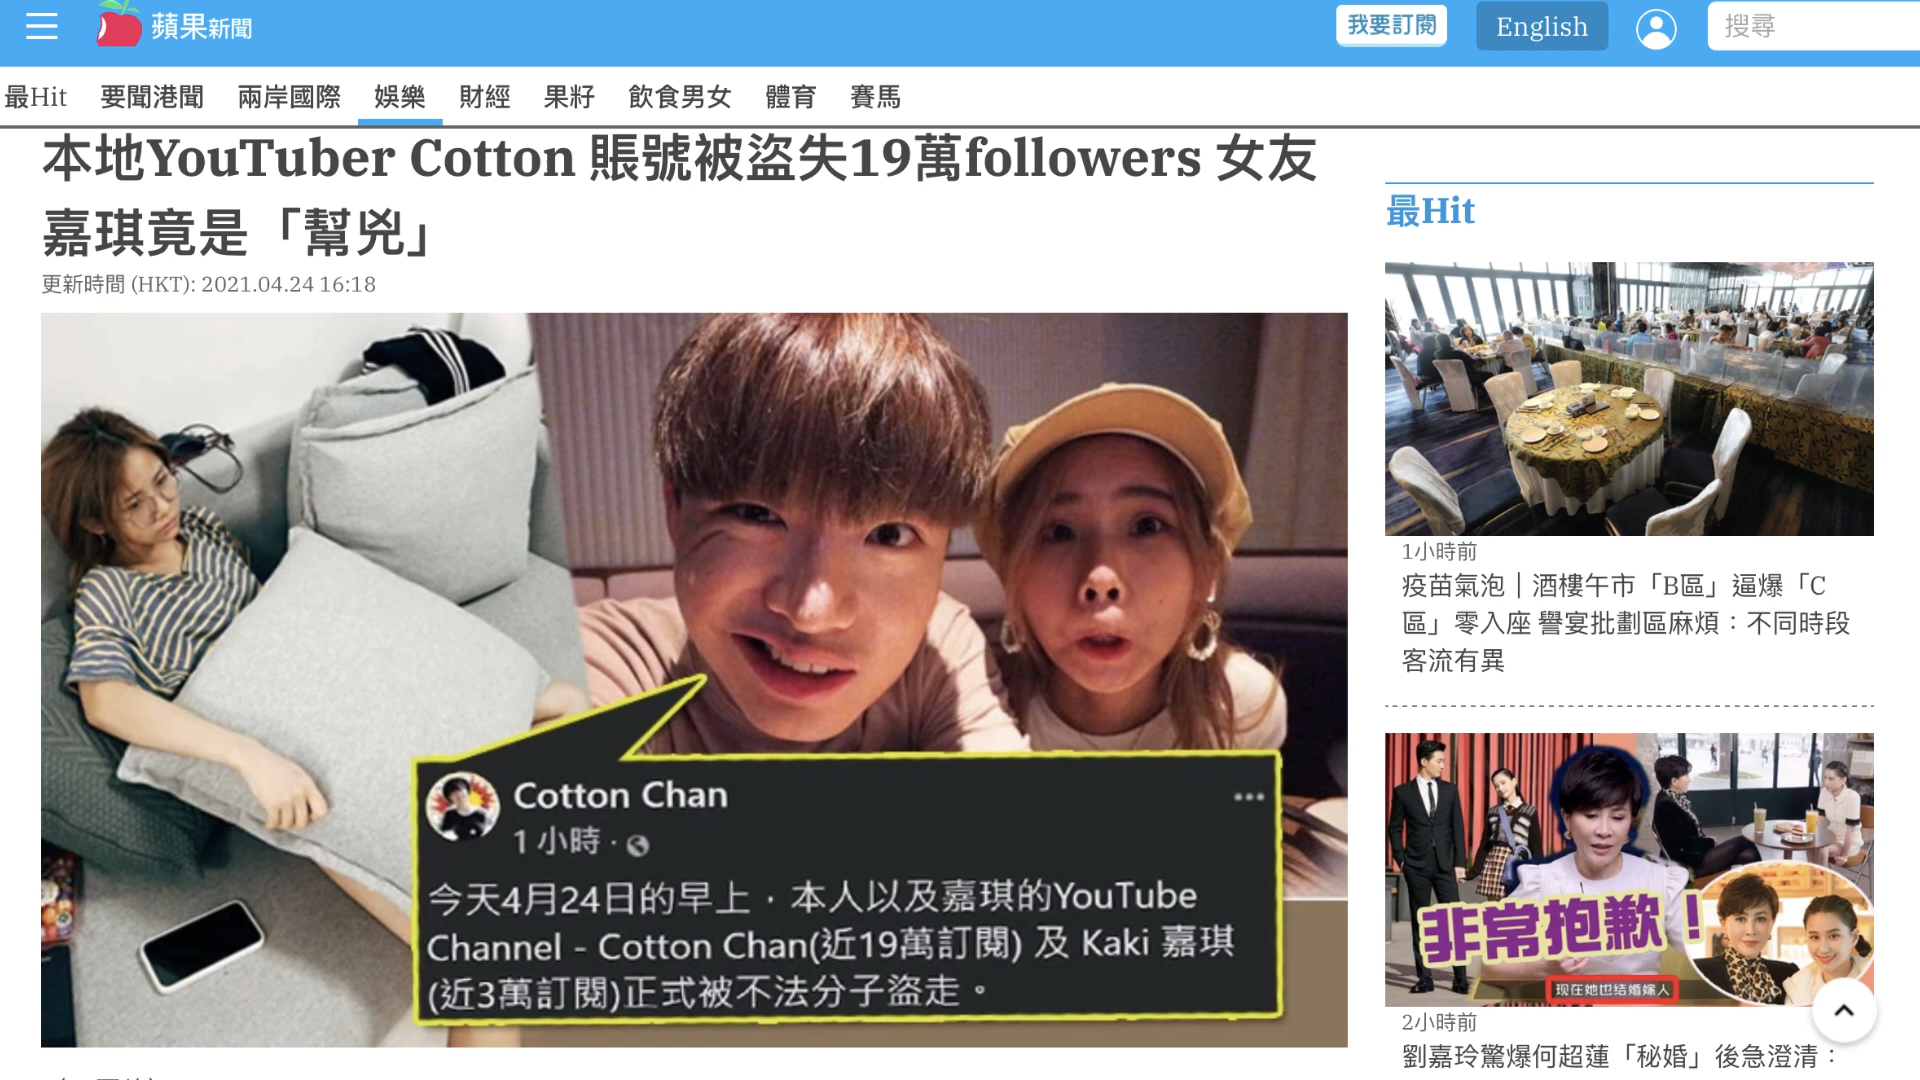 蘋果新聞
我要訂閱
English
搜尋
最Hit 要聞港聞 兩岸國際 娛樂 財經 果籽 飲食男女 體育 賽馬
本地YouTuber Cotton 賬號被盜失19萬followers 女友
嘉琪竟是「幫兇」
更新時間 (HKT): 2021.04.24 16:18
Cotton Chan
1 小時 ·
今天4月24日的早上，本人以及嘉琪的YouTube
Channel - Cotton Chan(近19萬訂閱) 及 Kaki 嘉琪
(近3萬訂閱)正式被不法分子盜走。
最Hit
1小時前
疫苗氣泡｜酒樓午市「B區」逼爆「C
區」零入座 譽宴批劃區麻煩：不同時段
客流有異
非常抱歉！
现在她也结婚嫁人
2小時前
劉嘉玲驚爆何超蓮「秘婚」後急澄清：